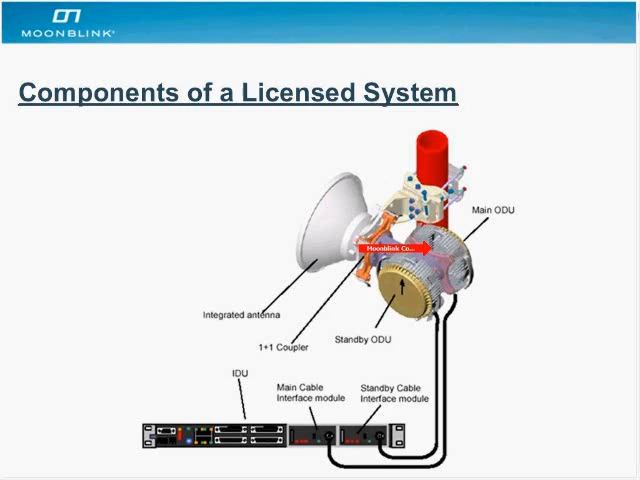 MOONBLINK
Components of a Licensed System
Main ODU
Moonblink Co...
Integrated antenna
1+1 Coupler
Standby ODU
IDU
Main Cable
Interface module
Standby Cable
Interface module